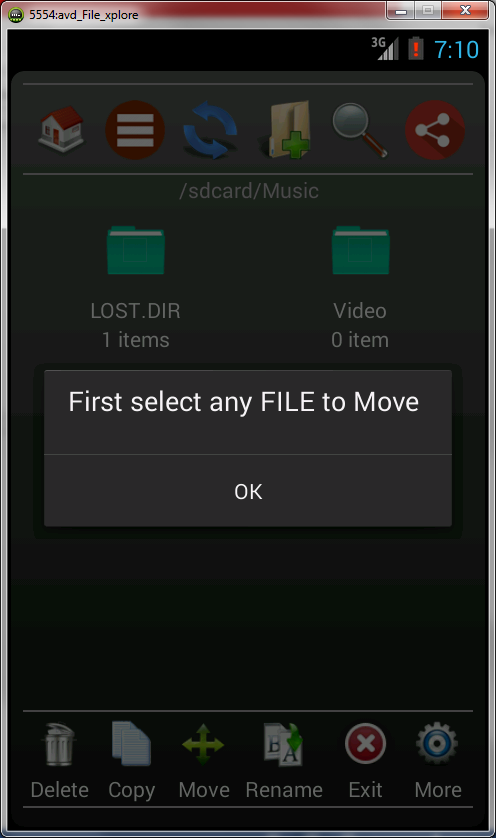 5554:avd_File_xplore
3G 7:10
/sdcard/Music
LOST.DIR Video
1 items 0 item
First select any FILE to Move
OK
B A
Delete Copy Move Rename Exit More